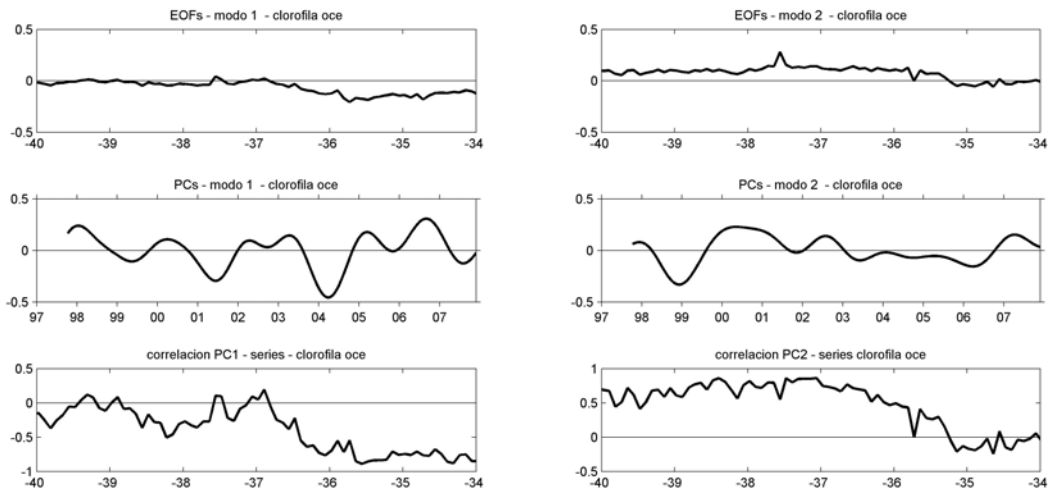 EOFs - modo 1 - clorofila oce
0.5
0
-0.5
-40 -39 -38 -37 -36 -35 -34
PCs - modo 1 - clorofila oce
0.5
0
-0.5
97 98 99 00 01 02 03 04 05 06 07
correlacion PC1 - series - clorofila oce
0.5
0
-0.5
-1
-40 -39 -38 -37 -36 -35 -34
EOFs - modo 2 - clorofila oce
0.5
0
0.5
-40 -39 -38 -37 -36 -35 -34
PCs - modo 2 - clorofila oce
0.5
0
-0.5
97 98 99 00 01 02 03 04 05 06 07
correlacion PC2 - series clorofila oce
1
0.5
0
0.5
-40 -39 -38 -37 -36 -35 -34